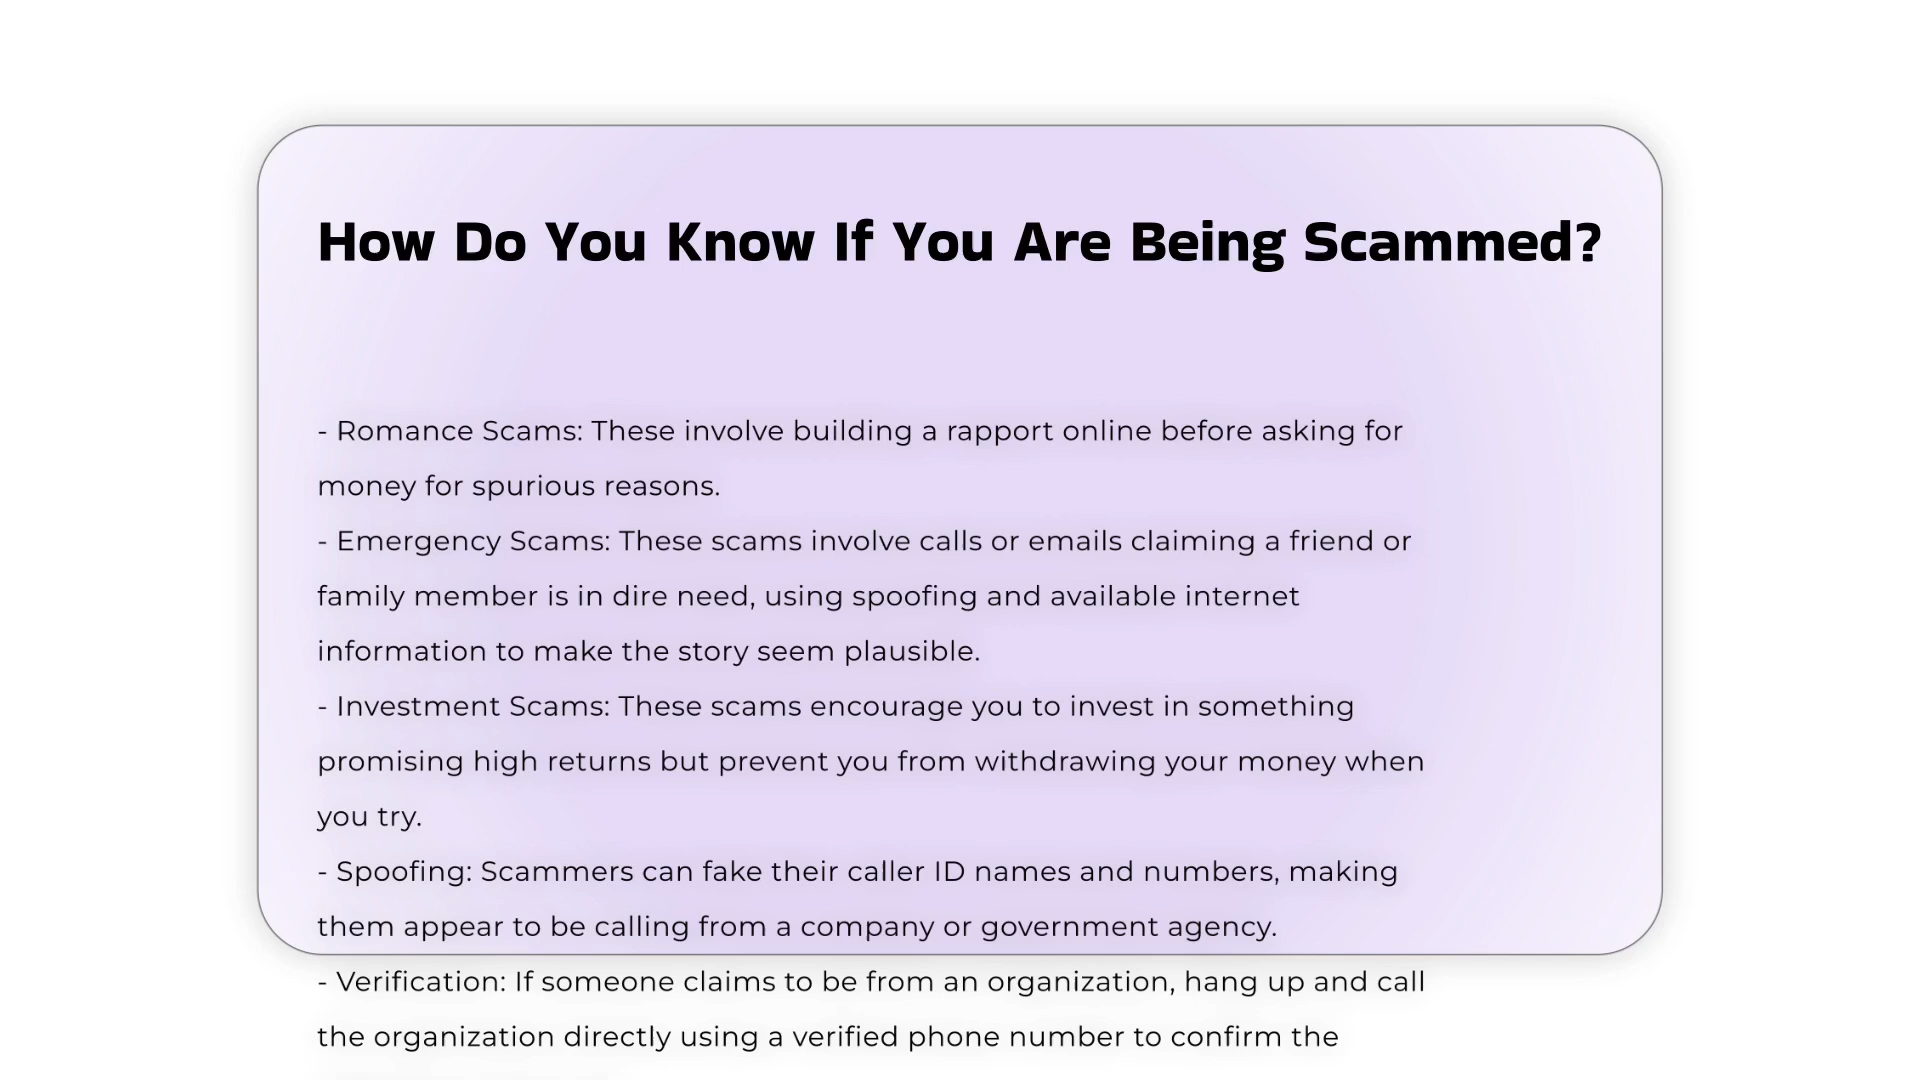 How Do You Know If You Are Being Scammed?
- Romance Scams: These involve building a rapport online before asking for
money for spurious reasons.
- Emergency Scams: These scams involve calls or emails claiming a friend or
family member is in dire need, using spoofing and available internet
information to make the story seem plausible.
- Investment Scams: These scams encourage you to invest in something
promising high returns but prevent you from withdrawing your money when
you try.
- Spoofing: Scammers can fake their caller ID names and numbers, making
them appear to be calling from a company or government agency.
- Verification: If someone claims to be from an organization, hang up and call
the organization directly using a verified phone number to confirm the